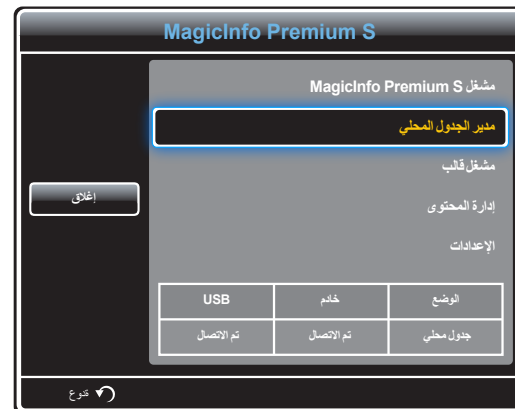 MagicInfo Premium S
مشغل MagicInfo Premium S
مدير الجدول المحلي
مشغل قالب
إدارة المحتوى
الإعدادات
إغلاق
الوضع خادم USB
جدول محلي تم الاتصال تم الاتصال